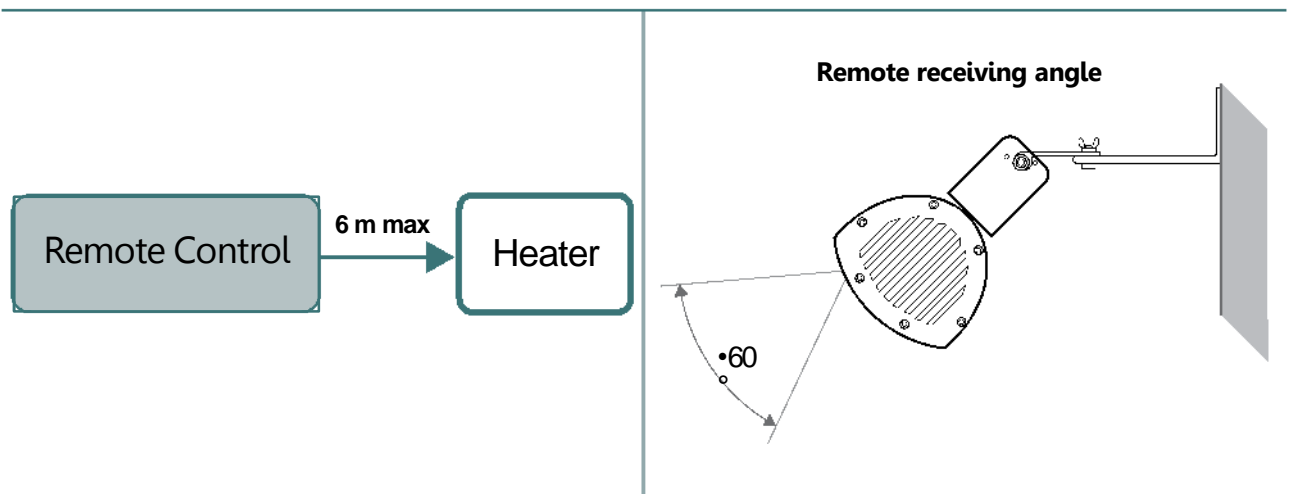 Remote Control
6 m max
Heater
Remote receiving angle
•60
°